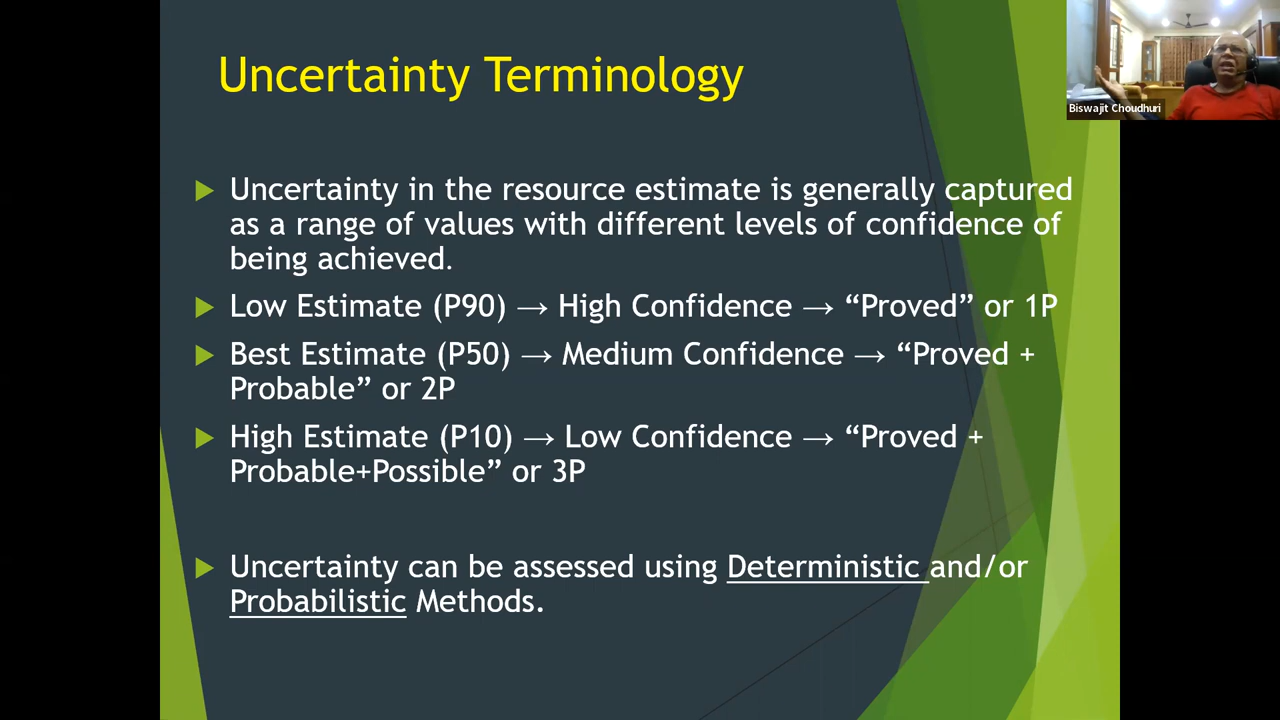 Uncertainty Terminology
Biswajit Choudhuri
Uncertainty in the resource estimate is generally captured
as a range of values with different levels of confidence of
being achieved.
Low Estimate (P90) → High Confidence → “Proved” or 1P
Best Estimate (P50) → Medium Confidence → “Proved +
Probable” or 2P
High Estimate (P10) → Low Confidence → “Proved +
Probable+Possible” or 3P
Uncertainty can be assessed using Deterministic and/or
Probabilistic Methods.